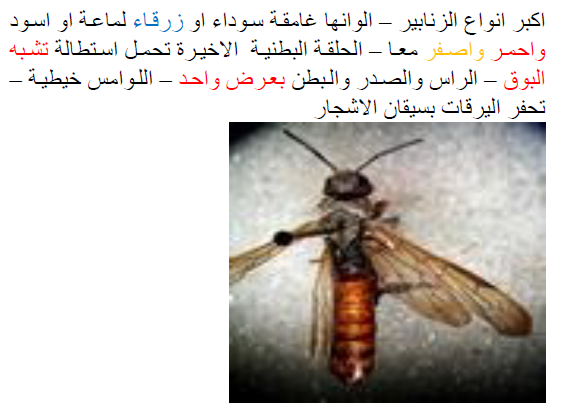 اكبر انواع الزنابير – الوانها غامقة سوداء او زرقاء لماعة او اسود
واحمر واصفر معا – الحلقة البطنية الاخيرة تحمل استطالة تشبه
البوق – الراس والصدر والبطن بعرض واحد – اللوامس خيطية –
تحفر اليرقات بسيقان الاشجار